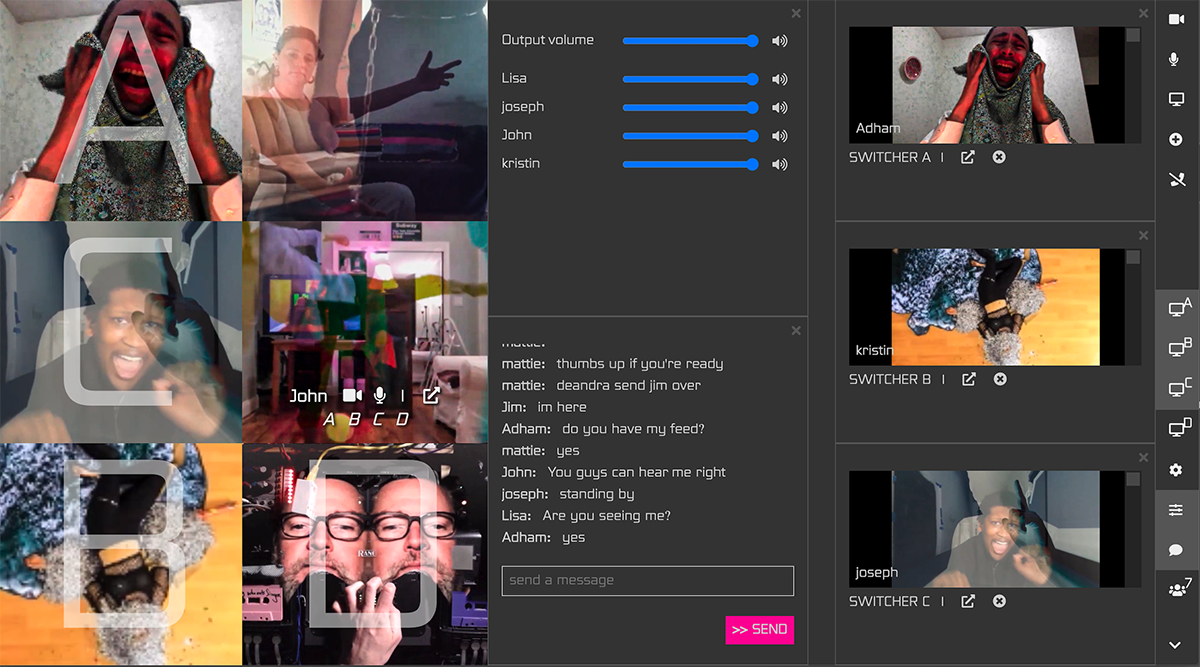 A
C
John
A B C D
B
D
RANE
Output volume
Lisa
joseph
John
kristin
mattie:
mattie: thumbs up if you're ready
mattie: deandra send jim over
Jim: im here
Adham: do you have my feed?
mattie: yes
John: You guys can hear me right
joseph: standing by
Lisa: Are you seeing me?
Adham: yes
send a message
>> SEND
Adham
SWITCHER A
kristin
SWITCHER B
joseph
SWITCHER C
A
B
C
D
7